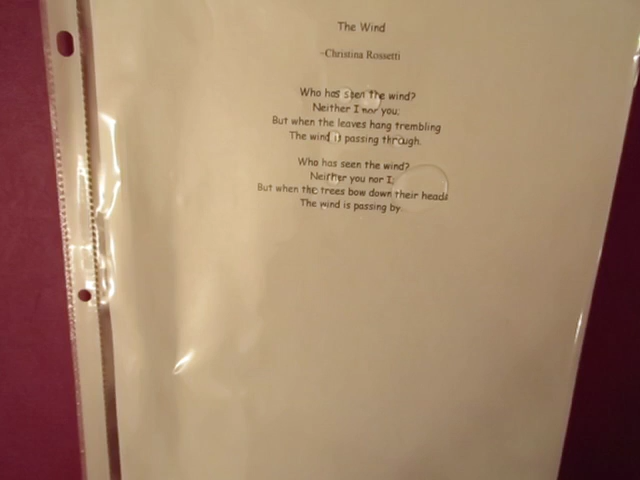 The Wind
~Christina Rossetti
Who has seen the wind?
Neither I nor you;
But when the leaves hang trembling
The wind is passing through.
Who has seen the wind?
Neither you nor I;
But when the trees bow down their heads
The wind is passing by.